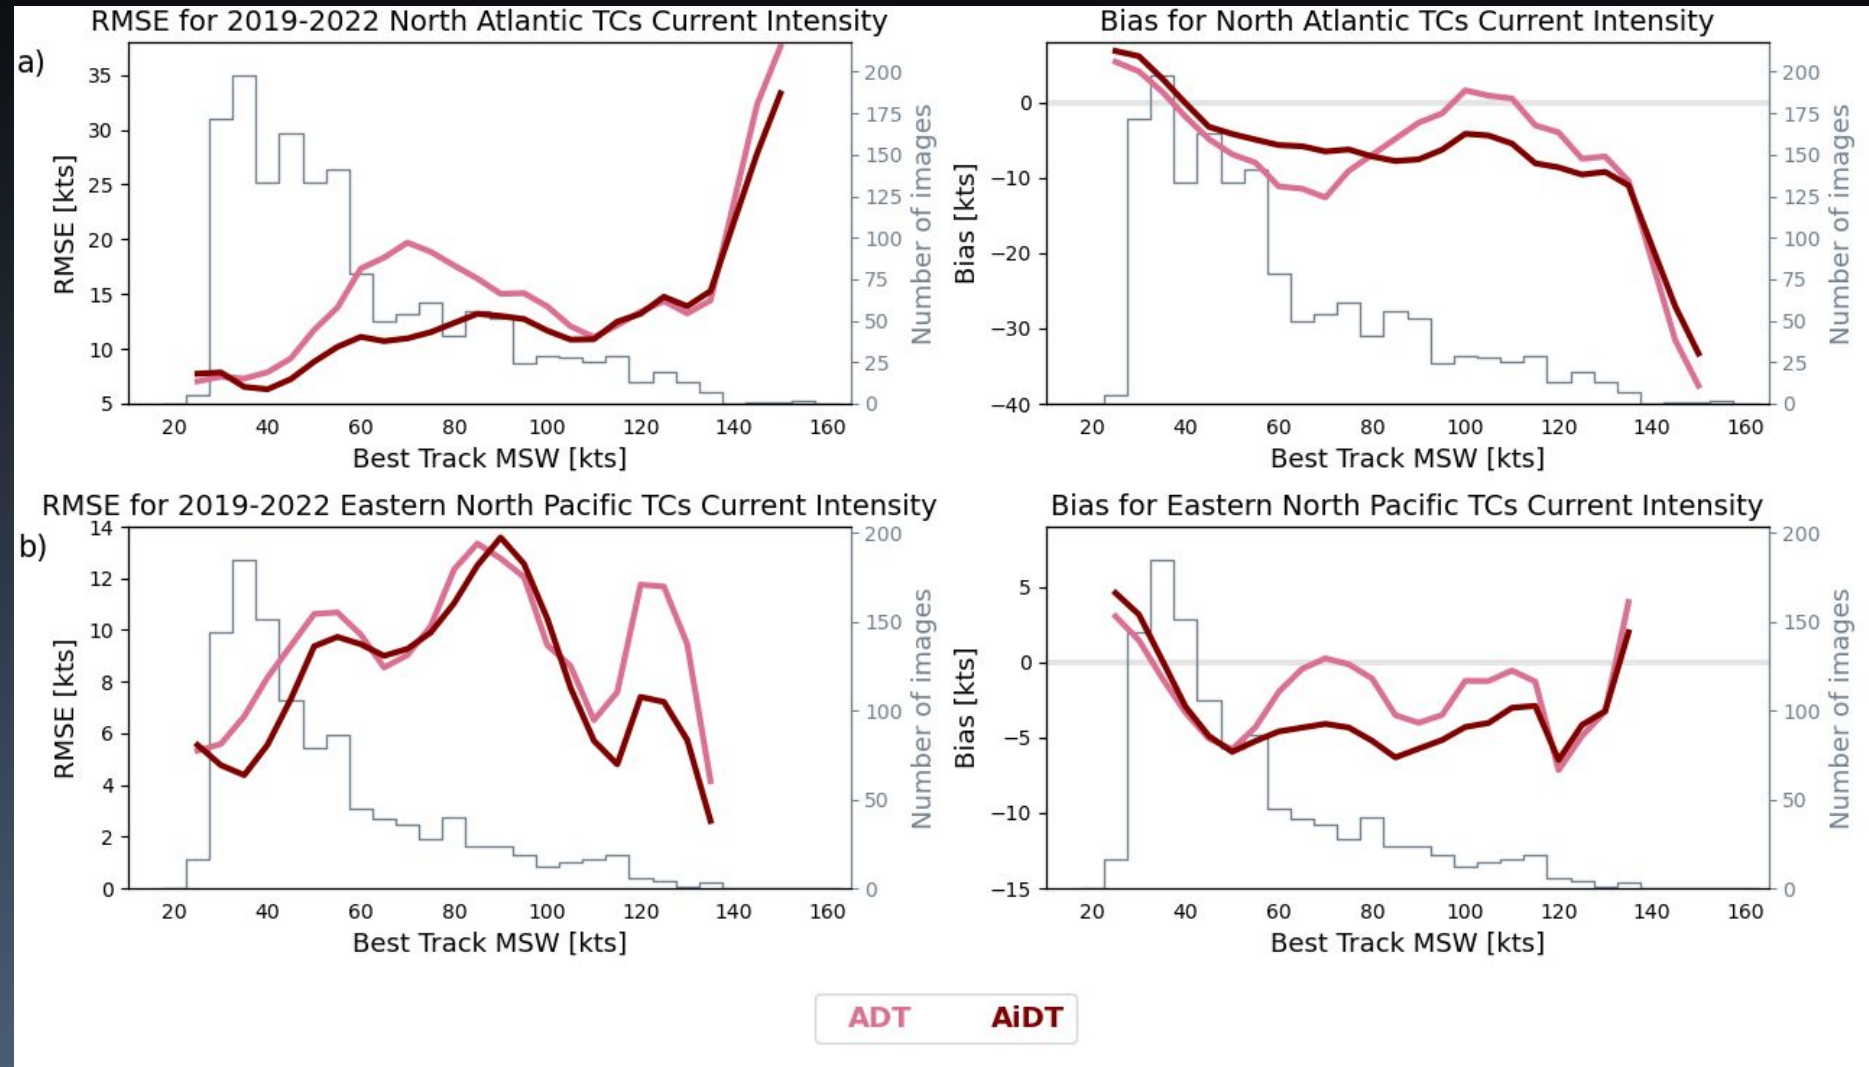 a)
RMSE for 2019-2022 North Atlantic TCs Current Intensity
RMSE [kts]
35
30
25
20
15
10
5
20 40 60 80 100 120 140 160
Best Track MSW [kts]
200
175
150
125
100
75
50
25
0
Number of images
Bias for North Atlantic TCs Current Intensity
Bias [kts]
0
−10
−20
−30
−40
20 40 60 80 100 120 140 160
Best Track MSW [kts]
200
175
150
125
100
75
50
25
0
Number of images
b)
RMSE for 2019-2022 Eastern North Pacific TCs Current Intensity
RMSE [kts]
14
12
10
8
6
4
2
0
20 40 60 80 100 120 140 160
Best Track MSW [kts]
200
150
100
50
0
Number of images
Bias for Eastern North Pacific TCs Current Intensity
Bias [kts]
5
0
−5
−10
−15
20 40 60 80 100 120 140 160
Best Track MSW [kts]
200
150
100
50
0
Number of images
ADT AiDT